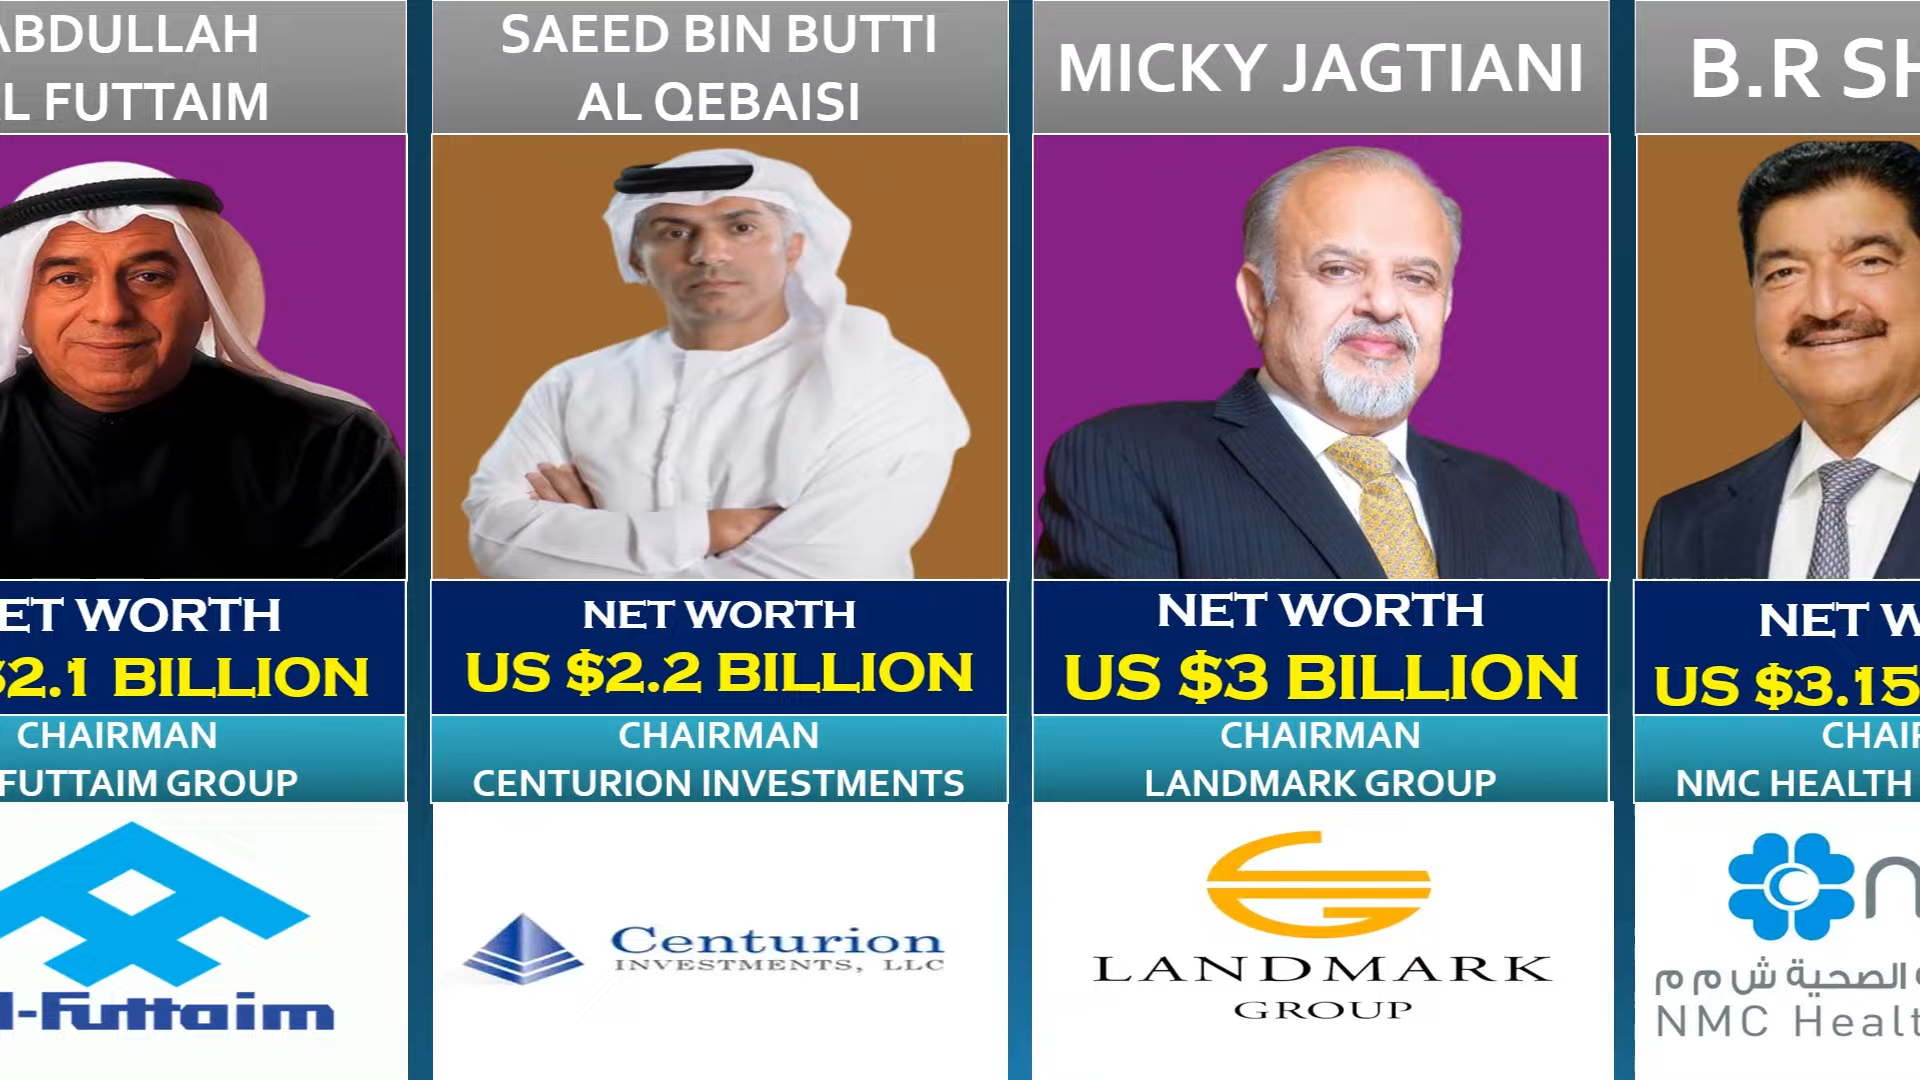 ABDULLAH
L FUTTAIM
ET WORTH
$2.1 BILLION
CHAIRMAN
FUTTAIM GROUP
l-Futtaim
SAEED BIN BUTTI
AL QEBAISI
NET WORTH
US $2.2 BILLION
CHAIRMAN
CENTURION INVESTMENTS
Centurion
INVESTMENTS, LLC
MICKY JAGTIANI
NET WORTH
US $3 BILLION
CHAIRMAN
LANDMARK GROUP
LANDMARK
GROUP
B.R SH
NET W
US $3.15
CHAIR
NMC HEALTH
الصحية ش م م
NMC Healt